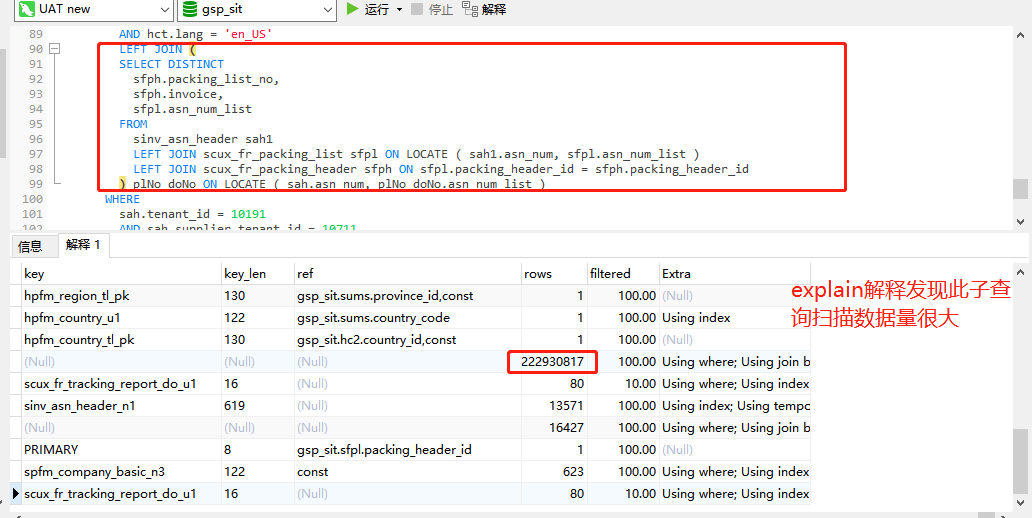 UAT new gsp_sit 运行 停止 解释
89 AND hct.lang = 'en_US'
90 LEFT JOIN (
91 SELECT DISTINCT
92 sfph.packing_list_no,
93 sfph.invoice,
94 sfpl.asn_num_list
95 FROM
96 sinv_asn_header sah1
97 LEFT JOIN scux_fr_packing_list sfpl ON LOCATE ( sah1.asn_num, sfpl.asn_num_list )
98 LEFT JOIN scux_fr_packing_header sfph ON sfpl.packing_header_id = sfph.packing_header_id
99 ) plNo_doNo ON LOCATE ( sah.asn_num, plNo_doNo.asn_num_list )
100 WHERE
101 sah.tenant_id = 10191
102 AND sah.supplier_tenant_id = 10711
信息 解释 1
key key_len ref rows filtered Extra
hpfm_region_tl_pk 130 gsp_sit.sums.province_id,const 1 100.00 (Null)
hpfm_country_u1 122 gsp_sit.sums.country_code 1 100.00 Using index
hpfm_country_tl_pk 130 gsp_sit.hc2.country_id,const 1 100.00 (Null)
(Null) (Null) (Null) 222930817 100.00 Using where; Using join b
scux_fr_tracking_report_do_u1 16 (Null) 80 10.00 Using where; Using index
sinv_asn_header_n1 619 (Null) 13571 100.00 Using index; Using tempo
(Null) (Null) (Null) 16427 100.00 Using where; Using join b
PRIMARY 8 gsp_sit.sfpl.packing_header_id 1 100.00 (Null)
spfm_company_basic_n3 122 const 623 100.00 Using where; Using index
scux_fr_tracking_report_do_u1 16 (Null) 80 10.00 Using where; Using index
explain解释发现此子查
询扫描数据量很大